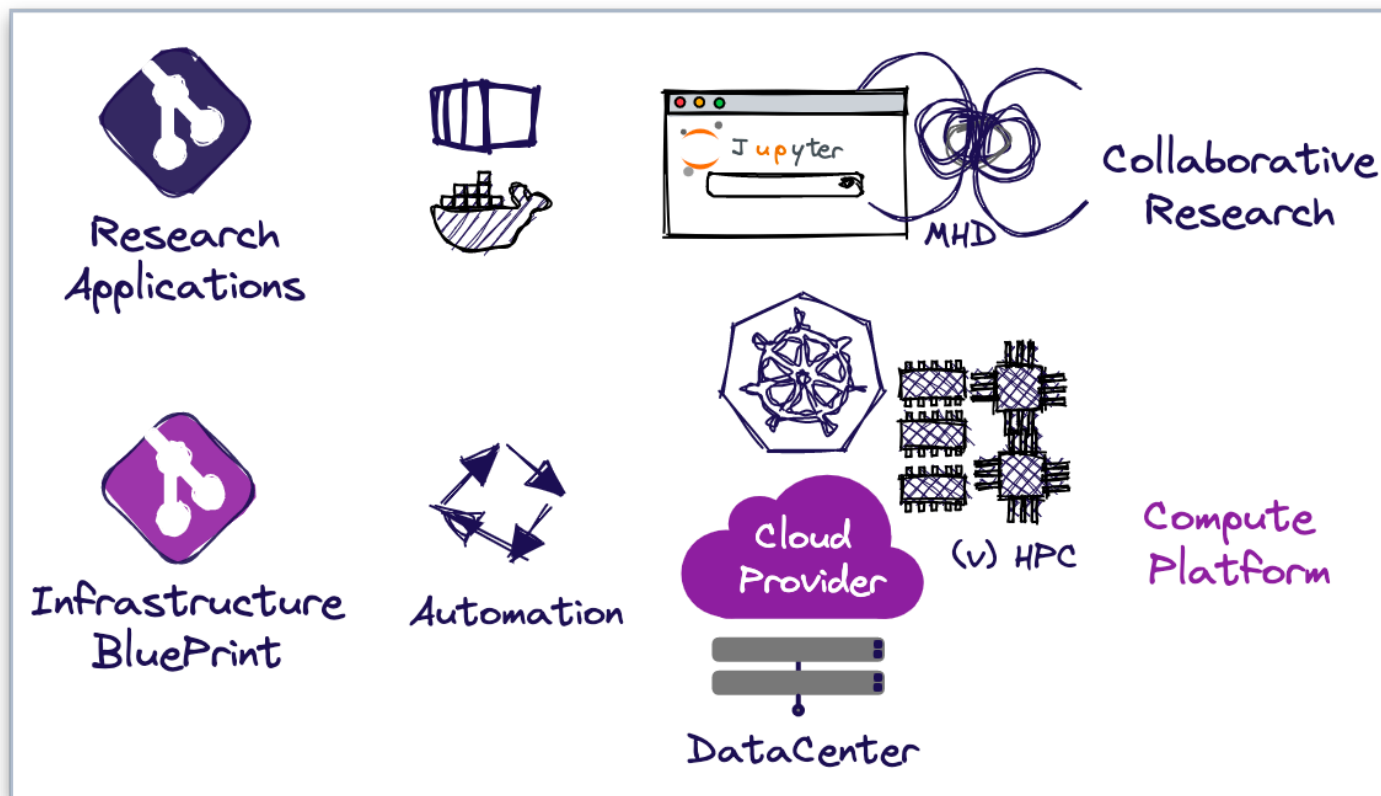 Research
Applications
Jupyter
MHD
Collaborative
Research
Infrastructure
BluePrint
Automation
Cloud
Provider
(v) HPC
DataCenter
Compute
Platform